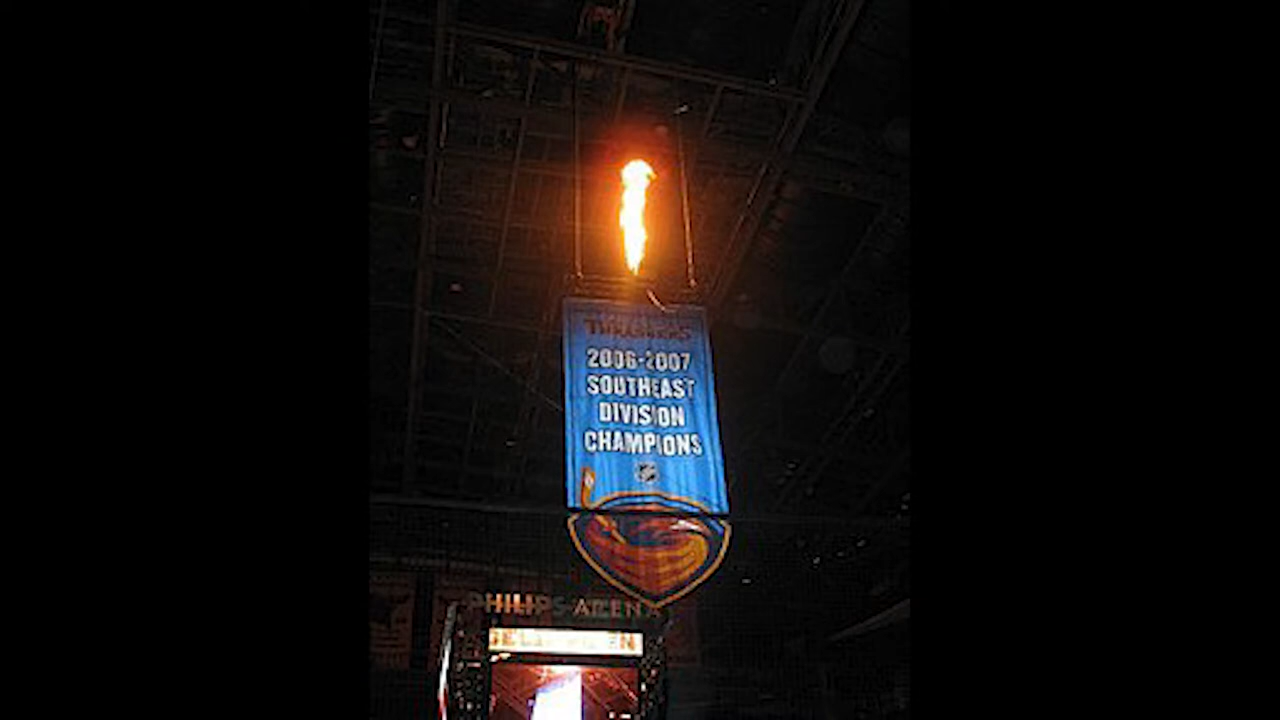 THRASHERS
2006-2007
SOUTHEAST
DIVISION
CHAMPIONS
PHILIPS ARENA